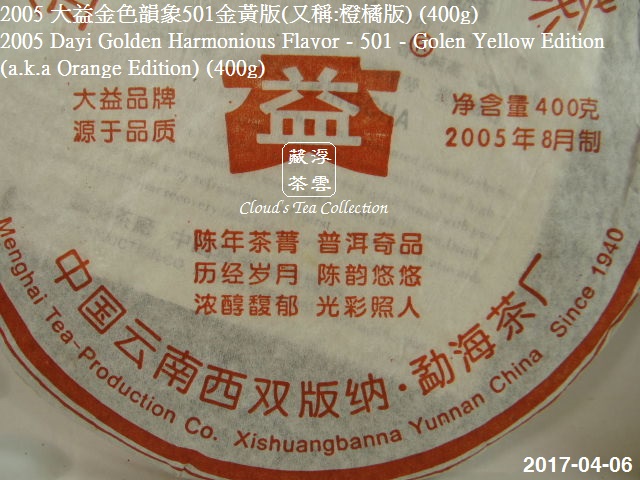 2005 大益金色韻象501金黃版(又稱:橙橘版) (400g)
2005 Dayi Golden Harmonious Flavor - 501 - Golen Yellow Edition
(a.k.a Orange Edition) (400g)
大益品牌
源于品质
益
®
净含量 400克
2005年8月制
藏浮
茶雲
Cloud's Tea Collection
陈年茶菁 普洱奇品
历经岁月 陈韵悠悠
浓醇馥郁 光彩照人
中国云南西双版纳·勐海茶厂
Menghai Tea-Production Co. Xishuangbanna Yunnan China Since 1940
2017-04-06